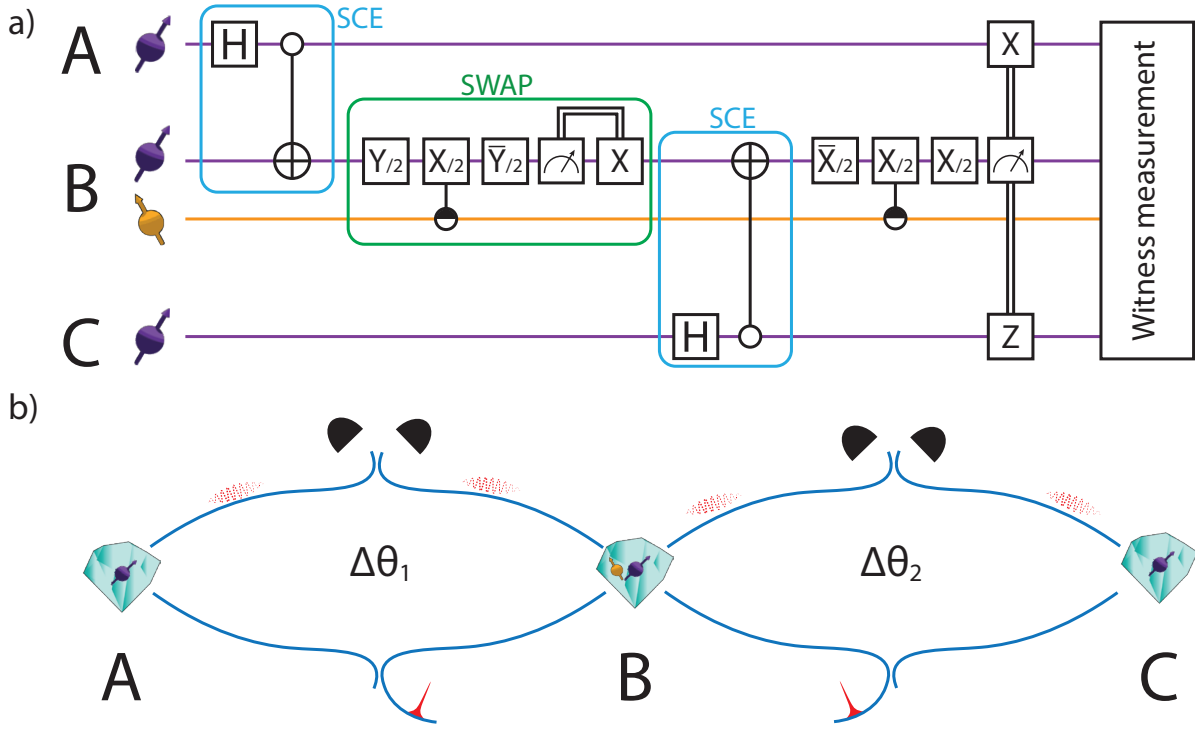 a)
SCE
A
H
X
SWAP
SCE
B
Y/2
X/2
Y̅/2
X
X̅/2
X/2
X/2
C
H
Z
Witness measurement
b)
Δθ1
Δθ2
A
B
C